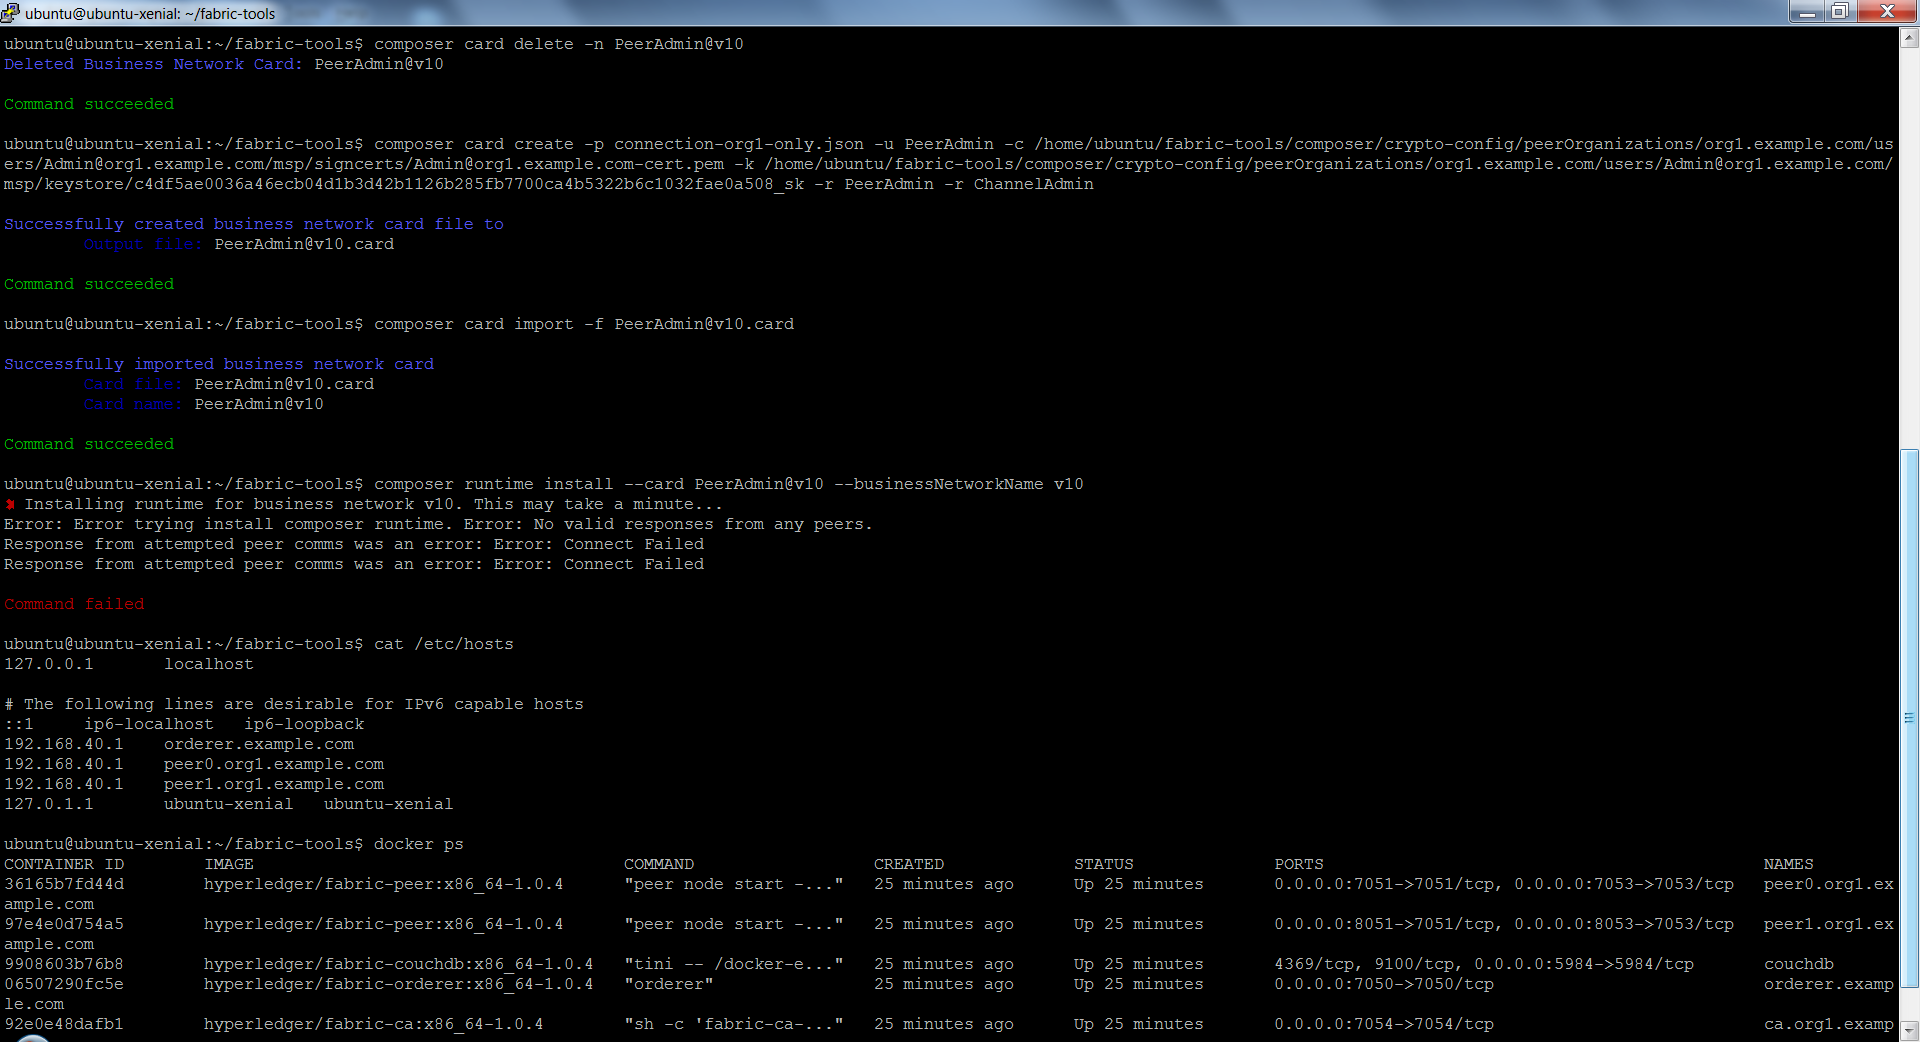 ubuntu@ubuntu-xenial: ~/fabric-tools
ubuntu@ubuntu-xenial:~/fabric-tools$ composer card delete -n PeerAdmin@v10
Deleted Business Network Card: PeerAdmin@v10
Command succeeded
ubuntu@ubuntu-xenial:~/fabric-tools$ composer card create -p connection-org1-only.json -u PeerAdmin -c /home/ubuntu/fabric-tools/composer/crypto-config/peerOrganizations/org1.example.com/us
ers/Admin@org1.example.com/msp/signcerts/Admin@org1.example.com-cert.pem -k /home/ubuntu/fabric-tools/composer/crypto-config/peerOrganizations/org1.example.com/users/Admin@org1.example.com/
msp/keystore/c4df5ae0036a46ecb04d1b3d42b1126b285fb7700ca4b5322b6c1032fae0a508_sk -r PeerAdmin -r ChannelAdmin
Successfully created business network card file to
Output file: PeerAdmin@v10.card
Command succeeded
ubuntu@ubuntu-xenial:~/fabric-tools$ composer card import -f PeerAdmin@v10.card
Successfully imported business network card
Card file: PeerAdmin@v10.card
Card name: PeerAdmin@v10
Command succeeded
ubuntu@ubuntu-xenial:~/fabric-tools$ composer runtime install --card PeerAdmin@v10 --businessNetworkName v10
✖ Installing runtime for business network v10. This may take a minute...
Error: Error trying install composer runtime. Error: No valid responses from any peers.
Response from attempted peer comms was an error: Error: Connect Failed
Response from attempted peer comms was an error: Error: Connect Failed
Command failed
ubuntu@ubuntu-xenial:~/fabric-tools$ cat /etc/hosts
127.0.0.1 localhost
# The following lines are desirable for IPv6 capable hosts
::1 ip6-localhost ip6-loopback
192.168.40.1 orderer.example.com
192.168.40.1 peer0.org1.example.com
192.168.40.1 peer1.org1.example.com
127.0.1.1 ubuntu-xenial ubuntu-xenial
ubuntu@ubuntu-xenial:~/fabric-tools$ docker ps
CONTAINER ID IMAGE COMMAND CREATED STATUS PORTS NAMES
36165b7fd44d hyperledger/fabric-peer:x86_64-1.0.4 "peer node start -..." 25 minutes ago Up 25 minutes 0.0.0.0:7051->7051/tcp, 0.0.0.0:7053->7053/tcp peer0.org1.ex
ample.com
97e4e0d754a5 hyperledger/fabric-peer:x86_64-1.0.4 "peer node start -..." 25 minutes ago Up 25 minutes 0.0.0.0:8051->7051/tcp, 0.0.0.0:8053->7053/tcp peer1.org1.ex
ample.com
9908603b76b8 hyperledger/fabric-couchdb:x86_64-1.0.4 "tini -- /docker-e..." 25 minutes ago Up 25 minutes 4369/tcp, 9100/tcp, 0.0.0.0:5984->5984/tcp couchdb
06507290fc5e hyperledger/fabric-orderer:x86_64-1.0.4 "orderer" 25 minutes ago Up 25 minutes 0.0.0.0:7050->7050/tcp orderer.examp
le.com
92e0e48dafb1 hyperledger/fabric-ca:x86_64-1.0.4 "sh -c 'fabric-ca-..." 25 minutes ago Up 25 minutes 0.0.0.0:7054->7054/tcp ca.org1.examp